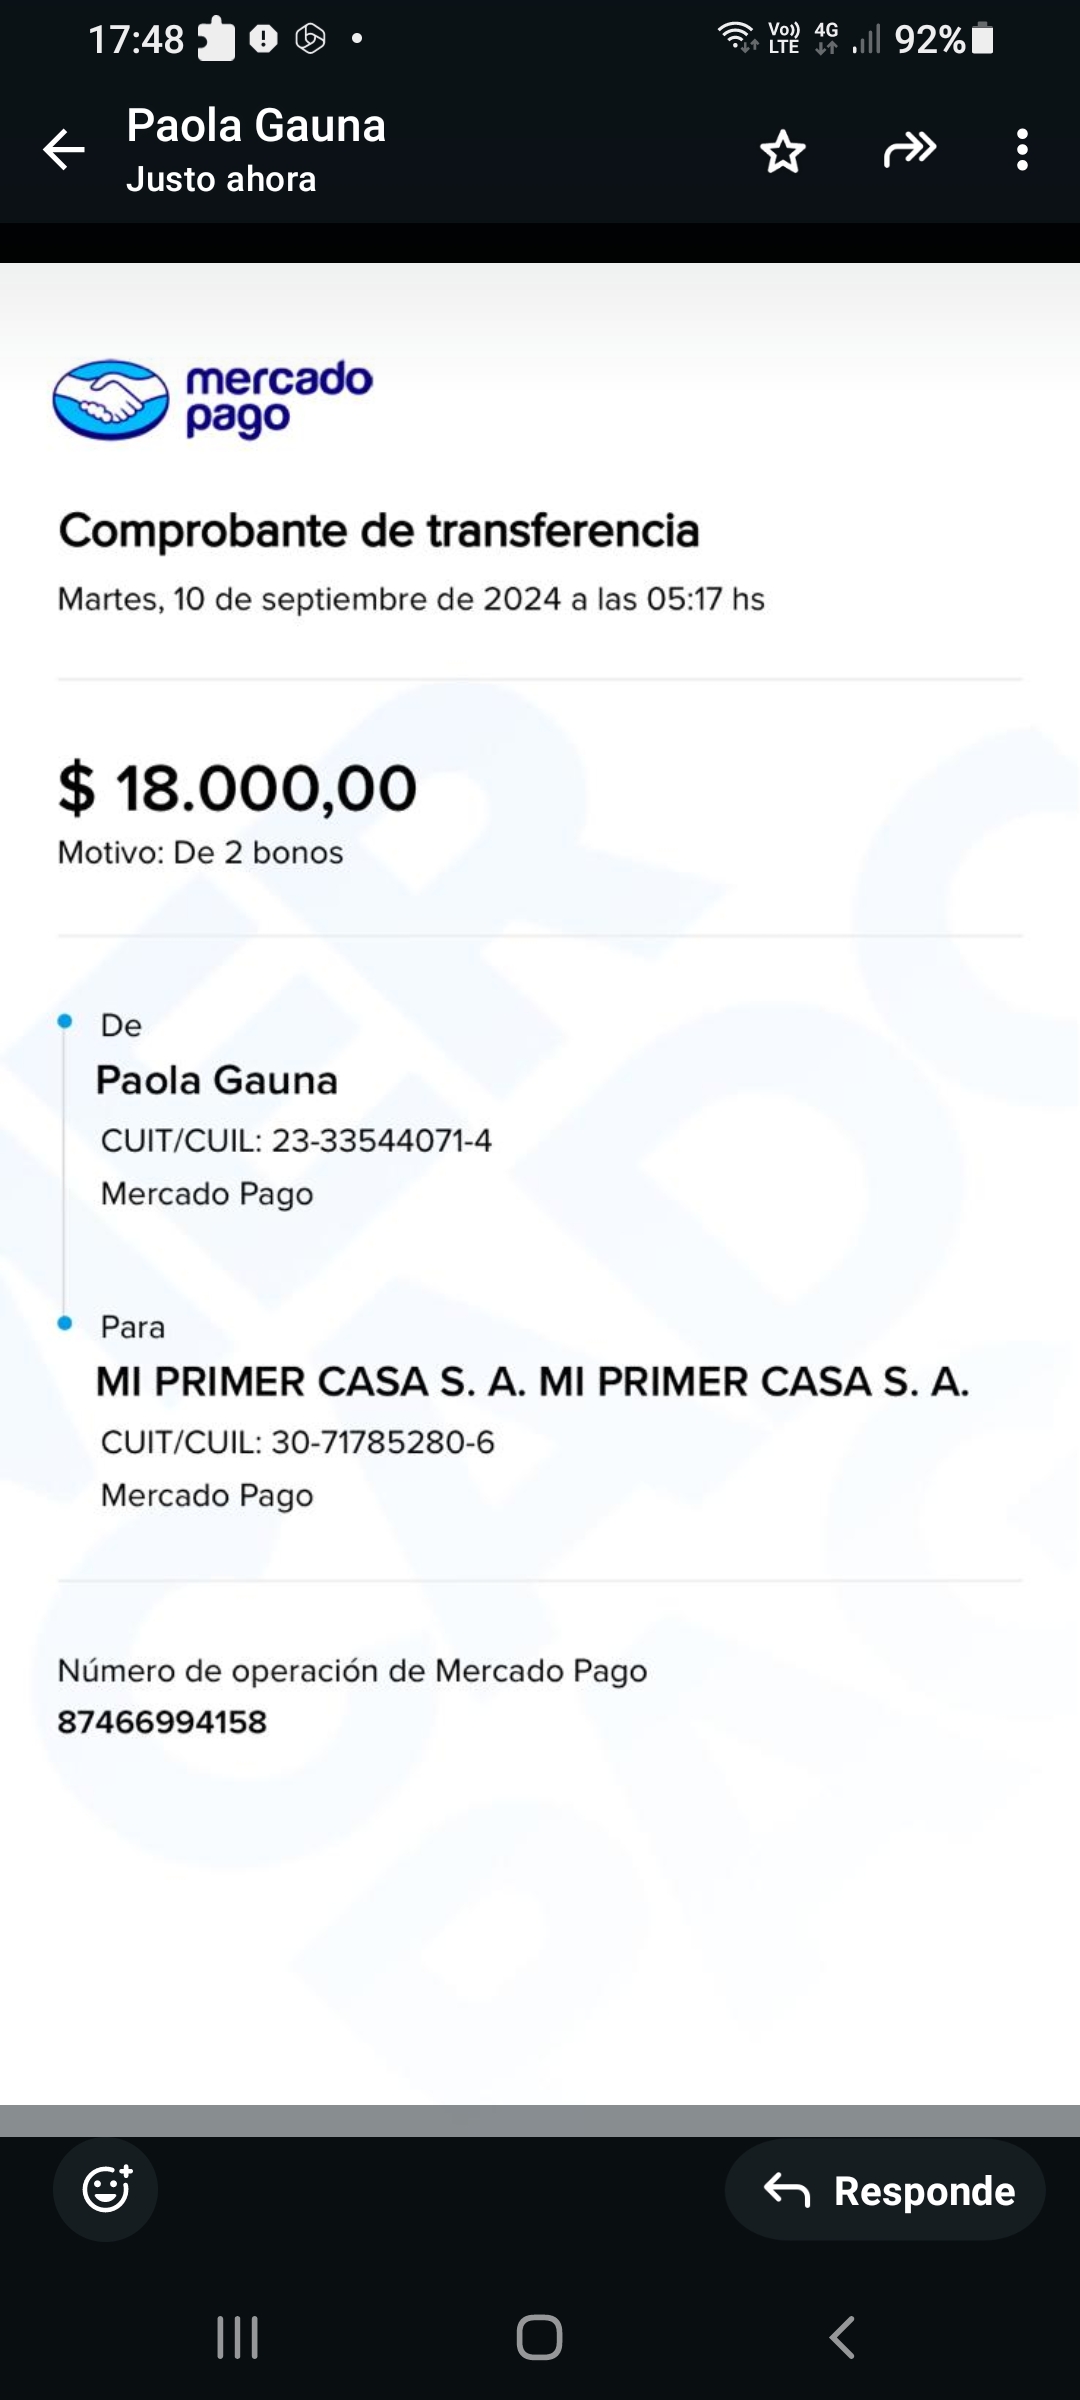 17:48
Vo)) LTE 4G 92%
Paola Gauna
Justo ahora
mercado
pago
Comprobante de transferencia
Martes, 10 de septiembre de 2024 a las 05:17 hs
$ 18.000,00
Motivo: De 2 bonos
De
Paola Gauna
CUIT/CUIL: 23-33544071-4
Mercado Pago
Para
MI PRIMER CASA S. A. MI PRIMER CASA S. A.
CUIT/CUIL: 30-71785280-6
Mercado Pago
Número de operación de Mercado Pago
87466994158
Responde